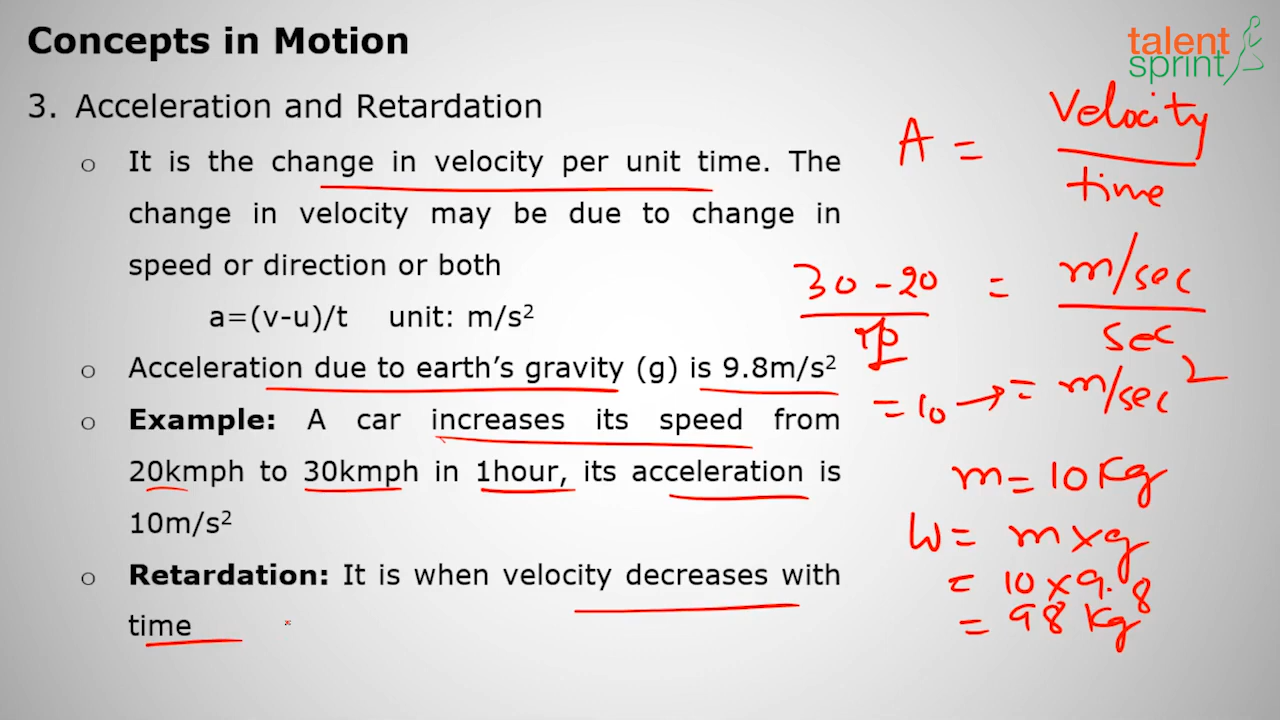 Concepts in Motion
talent
sprint
3. Acceleration and Retardation
o It is the change in velocity per unit time. The
change in velocity may be due to change in
speed or direction or both
a=(v-u)/t unit: m/s²
o Acceleration due to earth's gravity (g) is 9.8m/s²
o Example: A car increases its speed from
20kmph to 30kmph in 1hour, its acceleration is
10m/s²
o Retardation: It is when velocity decreases with
time
A = Velocity
time
30 - 20 = m/sec
sec
= 10 → = m/sec²
m = 10 Kg
W = m x g
= 10 x 9.8
= 98 Kg